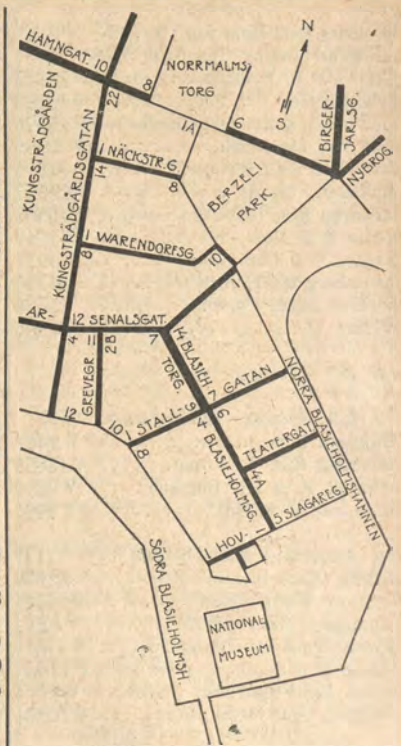 N
S
HAMNGAT. 10
8
NORRMALMS
TORG
22
1A
6
1 BIRGER-
JARLSG.
NYBROG.
KUNGSTRÄDGÅRDEN
KUNGSTRÄDGÅRDSGATAN
1 NÄCKSTR.G
14
8
BERZELI
PARK
1 WARENDORFSG
8
10
1
AR-
12 SENALSGAT.
4
11
2B
7
GREVEGR.
12
14 BLASIEH
TORG.
7 GATAN
9
10 1 STALL-
8
4
6
BLASIEHOLMSG.
TEATERGAT
4A
1 HOV-
1
5 SLAGAREG.
NORRA BLASIEHOLMSHAMNEN
SÖDRA BLASIEHOLMSH.
NATIONAL
MUSEUM